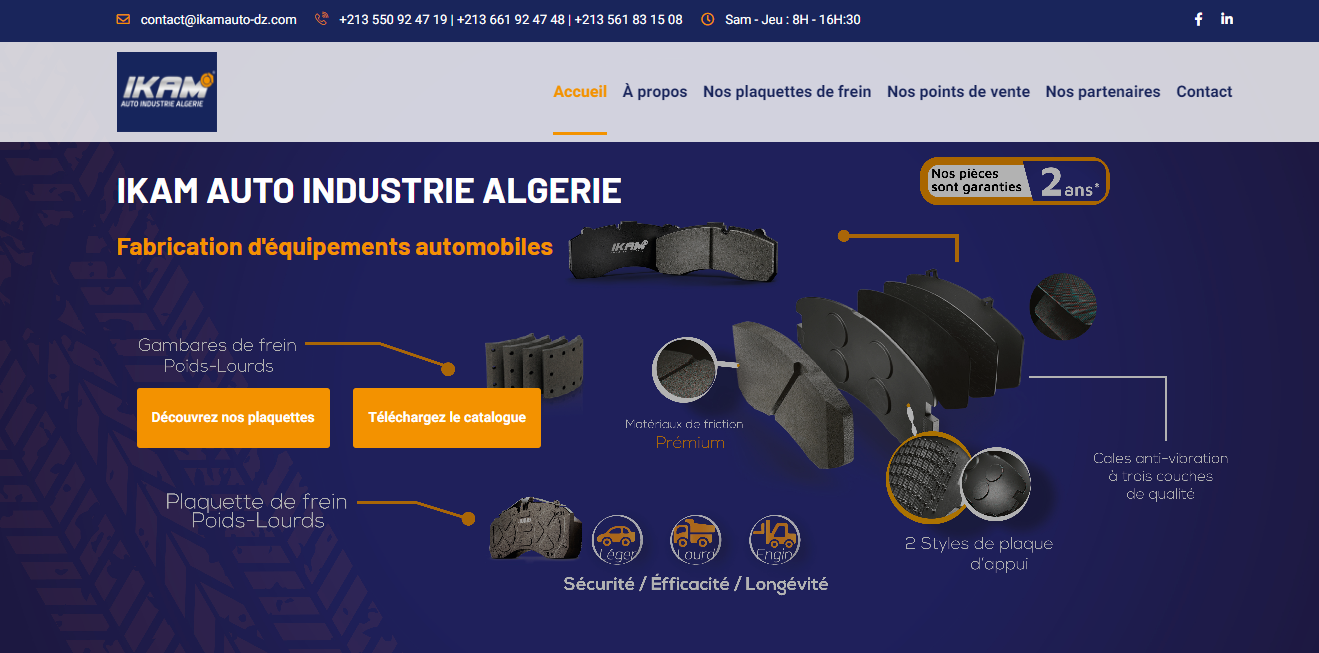 contact@ikamauto-dz.com +213 550 92 47 19 | +213 661 92 47 48 | +213 561 83 15 08 Sam - Jeu : 8H - 16H:30
IKAM
AUTO INDUSTRIE ALGERIE
Accueil À propos Nos plaquettes de frein Nos points de vente Nos partenaires Contact
IKAM AUTO INDUSTRIE ALGERIE
Nos pièces
sont garanties
2 ans*
Fabrication d'équipements automobiles
IKAM
Gambares de frein
Poids-Lourds
Découvrez nos plaquettes
Téléchargez le catalogue
Matériaux de friction
Prémium
Cales anti-vibration
à trois couches
de qualité
Plaquette de frein
Poids-Lourds
IKAM
Léger Lourd Engin
2 Styles de plaque
d'appui
Sécurité / Éfficacité / Longévité